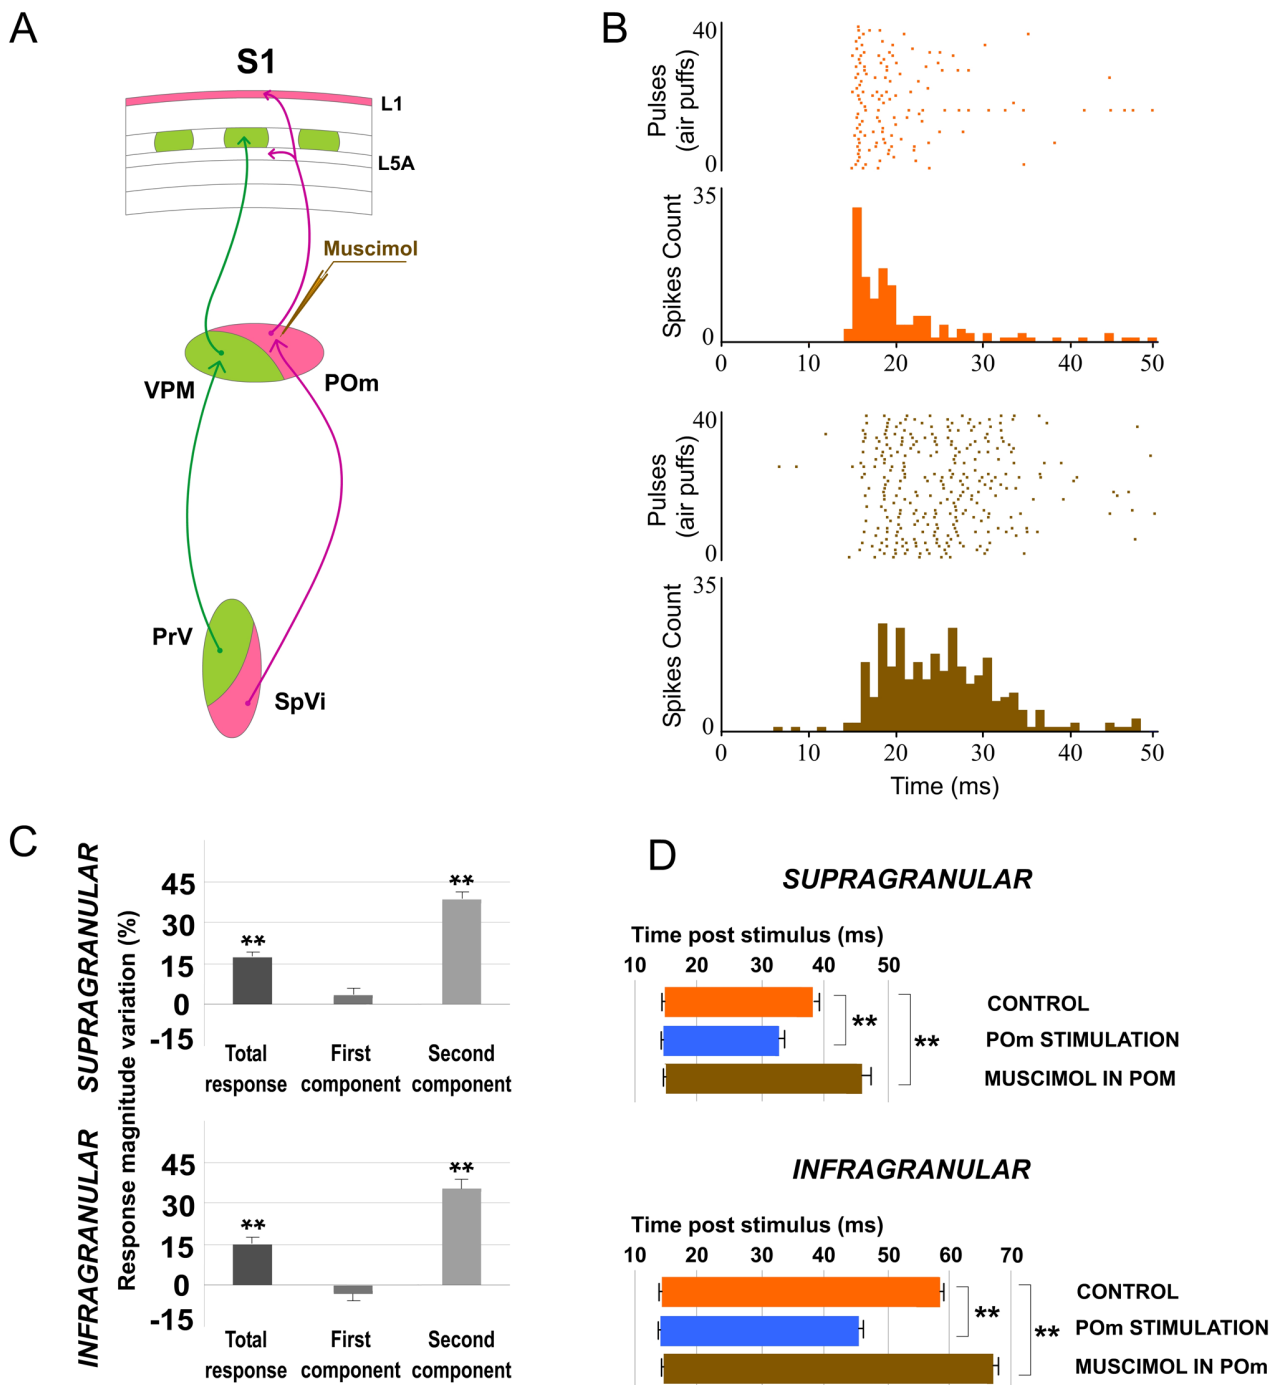 A
S1
L1
L5A
Muscimol
VPM
POm
PrV
SpVi
B
Pulses
(air puffs)
40
0
Spikes Count
35
0
0 10 20 30 40 50
Pulses
(air puffs)
40
0
Spikes Count
35
0
0 10 20 30 40 50
Time (ms)
C
SUPRAGRANULAR
INFRAGRANULAR
Response magnitude variation (%)
45
30
15
0
-15
** **
Total First Second
response component component
45
30
15
0
-15
** **
Total First Second
response component component
D
SUPRAGRANULAR
Time post stimulus (ms)
10 20 30 40 50
CONTROL
POm STIMULATION
MUSCIMOL IN POM
**
**
INFRAGRANULAR
Time post stimulus (ms)
10 20 30 40 50 60 70
CONTROL
POm STIMULATION
MUSCIMOL IN POm
**
**